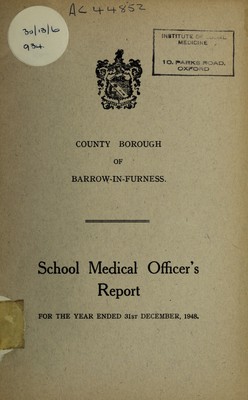 AC 44852
30/13/6
934
INSTITUTE OF
MEDICINE
10, PARKS ROAD,
OXFORD
COUNTY BOROUGH
OF
BARROW-IN-FURNESS.
School Medical Officer's
Report
FOR THE YEAR ENDED 31ST DECEMBER, 1948.